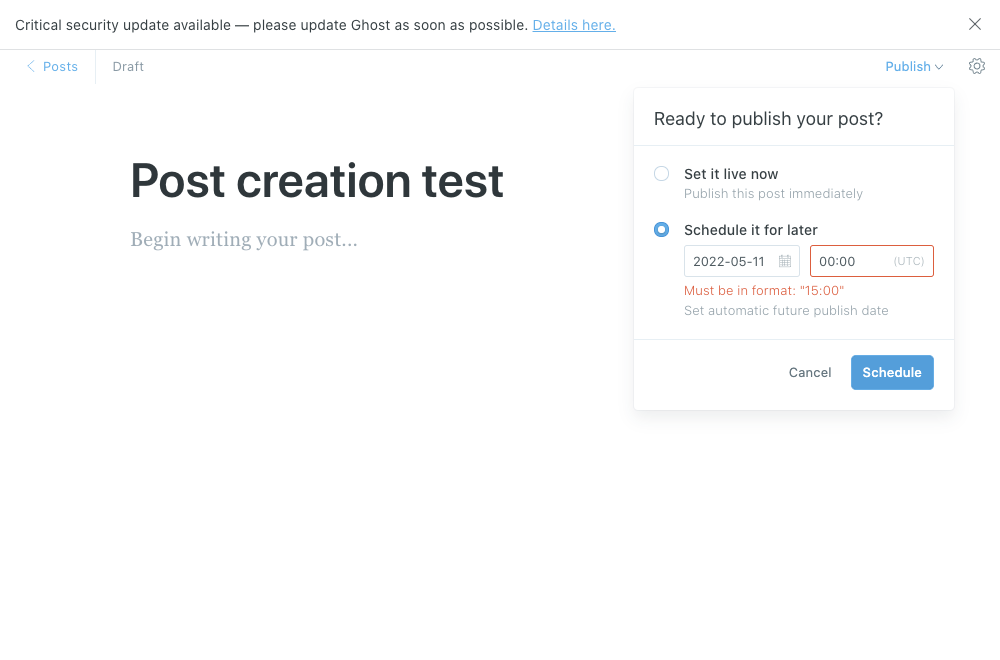 Critical security update available — please update Ghost as soon as possible. Details here.
Posts
Draft
Publish
Ready to publish your post?
Post creation test
Begin writing your post...
Set it live now
Publish this post immediately
Schedule it for later
2022-05-11
00:00 (UTC)
Must be in format: "15:00"
Set automatic future publish date
Cancel
Schedule